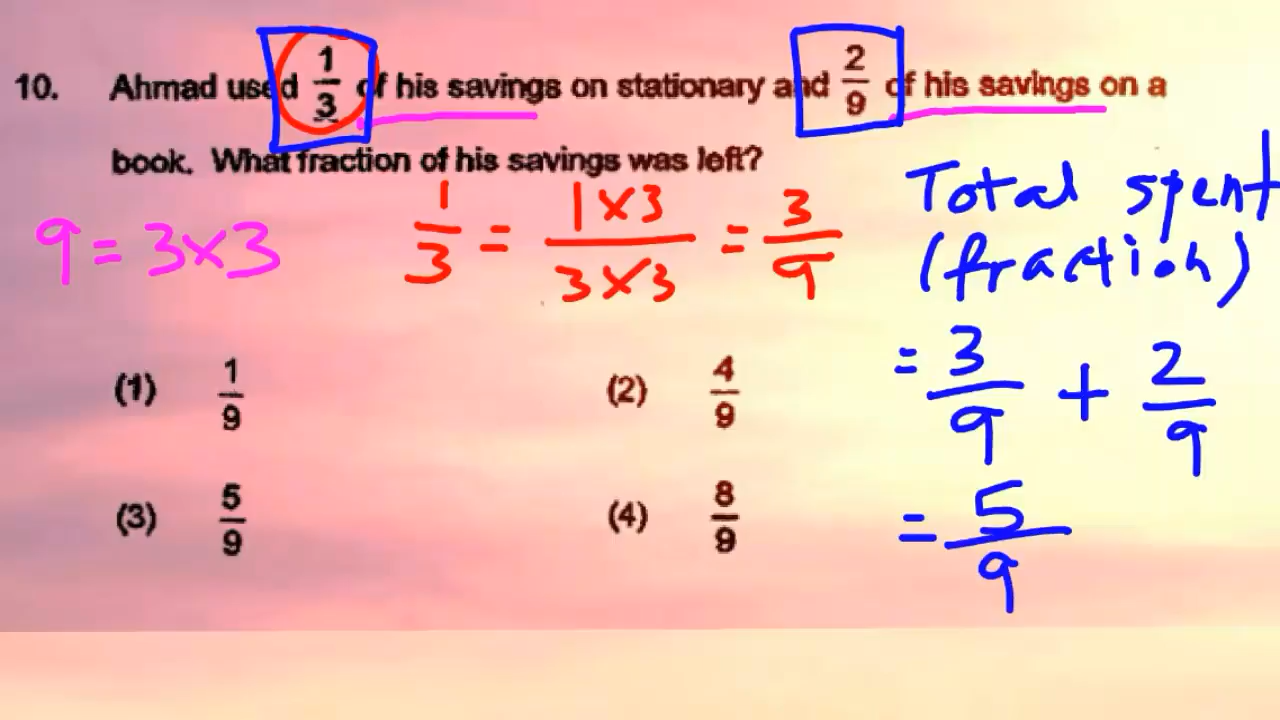 10. Ahmad used 1/3 of his savings on stationary and 2/9 of his savings on a
book. What fraction of his savings was left?
9 = 3×3
1/3 = 1×3/3×3 = 3/9
Total spent
(fraction)
= 3/9 + 2/9
= 5/9
(1) 1/9 (2) 4/9
(3) 5/9 (4) 8/9